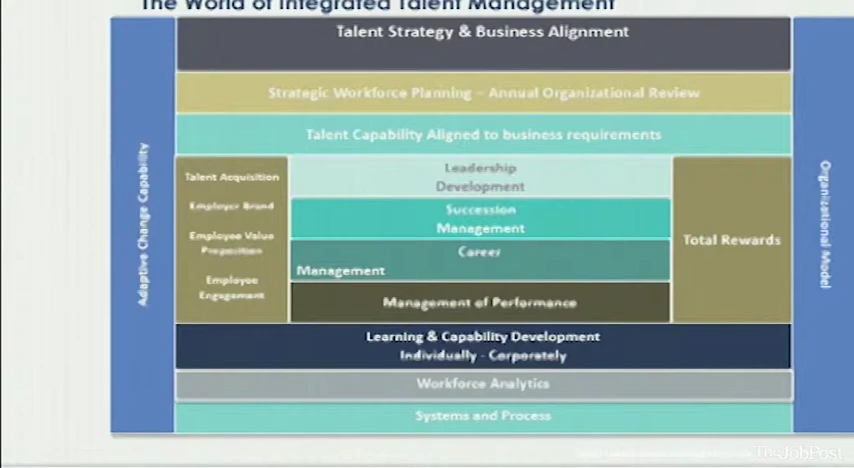 The World of Integrated Talent Management
Talent Strategy & Business Alignment
Strategic Workforce Planning – Annual Organizational Review
Talent Capability Aligned to business requirements
Adaptive Change Capability
Talent Acquisition
Employer Brand
Employee Value
Proposition
Employee
Engagement
Leadership
Development
Succession
Management
Career
Management
Management of Performance
Total Rewards
Organizational Model
Learning & Capability Development
Individually - Corporately
Workforce Analytics
Systems and Process
TheJobPost